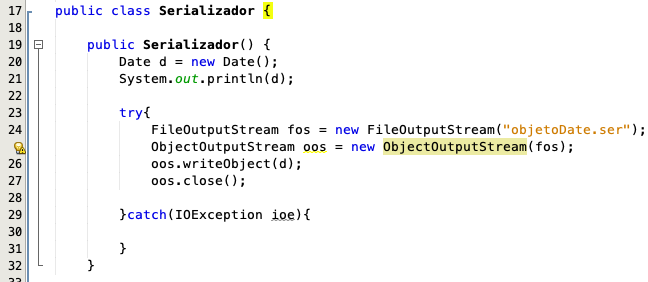 17 public class Serializador {
18
19 public Serializador() {
20 Date d = new Date();
21 System.out.println(d);
22
23 try{
24 FileOutputStream fos = new FileOutputStream("objetoDate.ser");
ObjectOutputStream oos = new ObjectOutputStream(fos);
26 oos.writeObject(d);
27 oos.close();
28
29 }catch(IOException ioe){
30
31 }
32 }